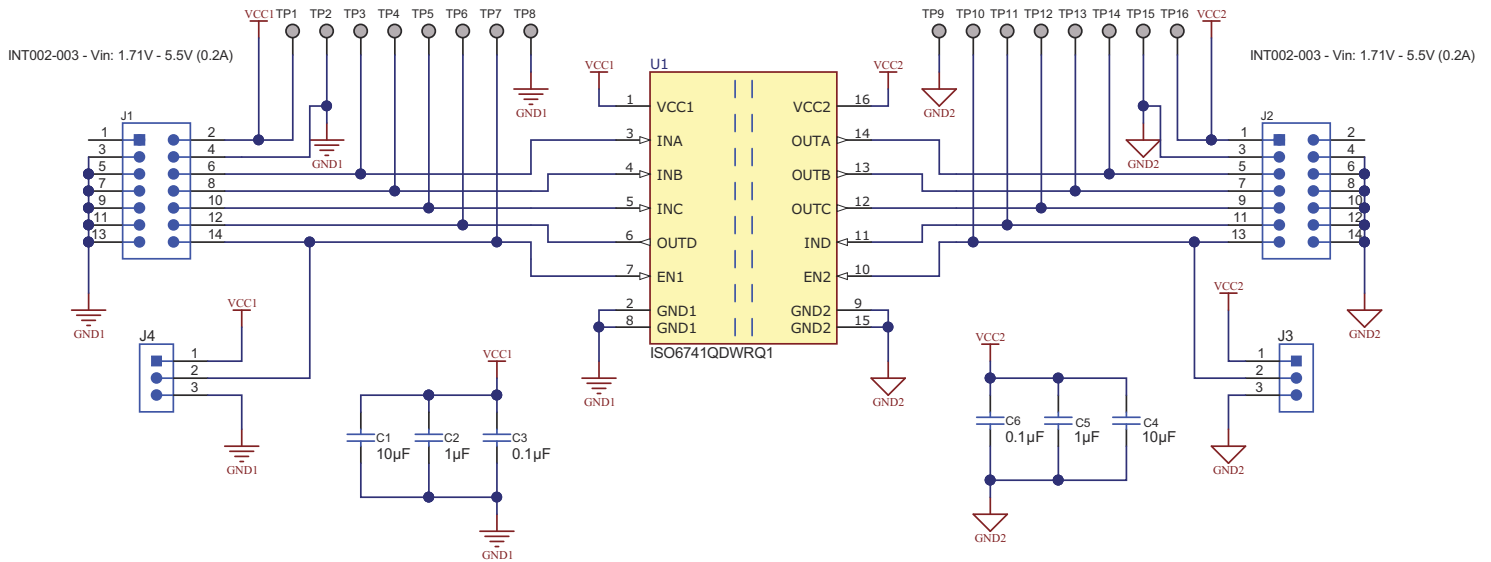 VCC1 TP1 TP2 TP3 TP4 TP5 TP6 TP7 TP8 TP9 TP10 TP11 TP12 TP13 TP14 TP15 TP16 VCC2
INT002-003 - Vin: 1.71V - 5.5V (0.2A)
INT002-003 - Vin: 1.71V - 5.5V (0.2A)
VCC1 U1 VCC2
GND1 GND2
J1
1 2
3 4
5 6
7 8
9 10
11 12
13 14
GND1
GND1
1 VCC1 VCC2 16
3 INA OUTA 14
4 INB OUTB 13
5 INC OUTC 12
6 OUTD IND 11
7 EN1 EN2 10
2 GND1 GND2 9
8 GND1 GND2 15
ISO6741QDWRQ1
GND1
GND2
GND2
J2
1 2
3 4
5 6
7 8
9 10
11 12
13 14
GND2
J4
VCC1
1
2
3
GND1
VCC1
C1
10µF
C2
1µF
C3
0.1µF
GND1
VCC2
C6
0.1µF
C5
1µF
C4
10µF
GND2
VCC2
J3
1
2
3
GND2